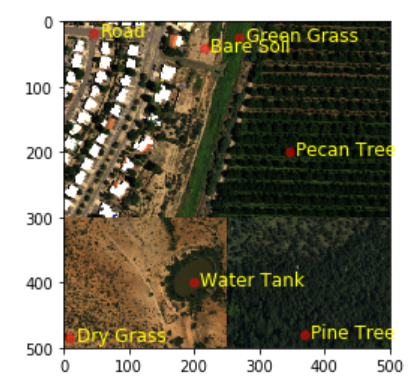 0
Road
Green Grass
Bare Soil
100
Pecan Tree
200
300
Water Tank
400
Dry Grass
Pine Tree
500
0
100
200
300
400
500